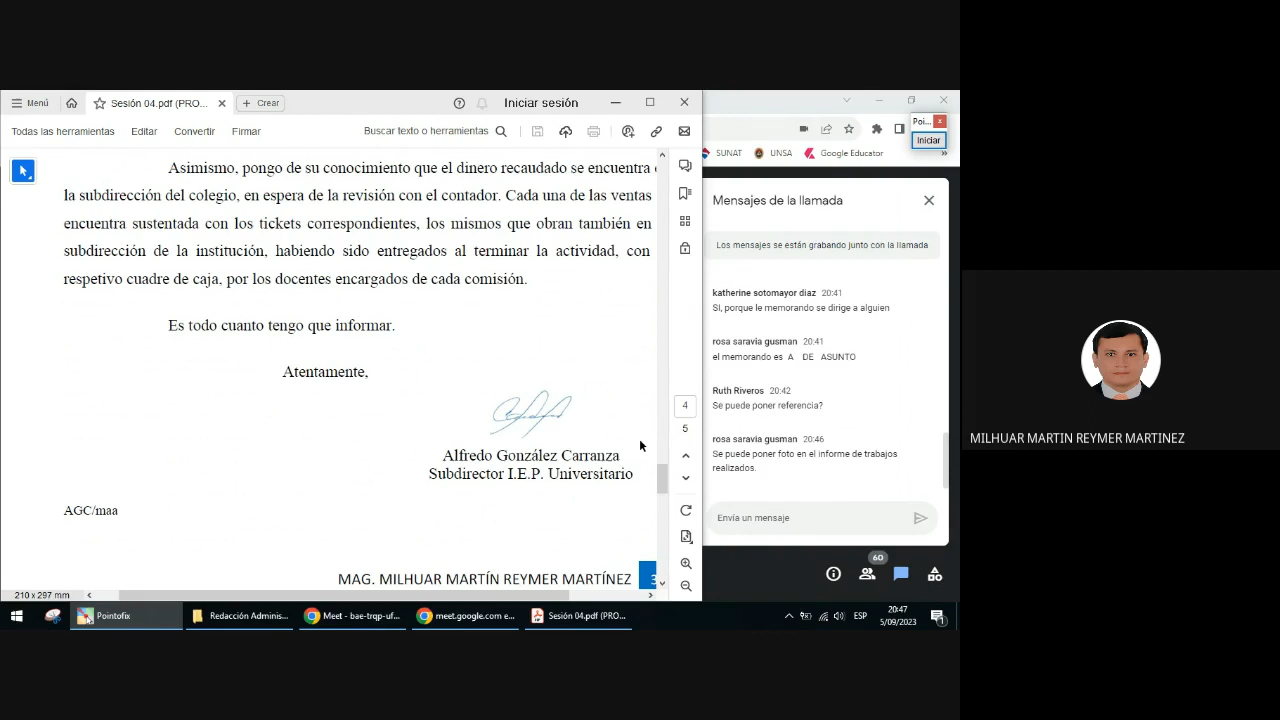 Menú
Sesión 04.pdf (PRO...
Crear
Iniciar sesión
Todas las herramientas
Editar
Convertir
Firmar
Buscar texto o herramientas
Asimismo, pongo de su conocimiento que el dinero recaudado se encuentra
la subdirección del colegio, en espera de la revisión con el contador. Cada una de las ventas
encuentra sustentada con los tickets correspondientes, los mismos que obran también en
subdirección de la institución, habiendo sido entregados al terminar la actividad, con
respetivo cuadre de caja, por los docentes encargados de cada comisión.
Es todo cuanto tengo que informar.
Atentamente,
Alfredo González Carranza
Subdirector I.E.P. Universitario
AGC/maa
MAG. MILHUAR MARTÍN REYMER MARTÍNEZ
3
4
5
210 x 297 mm
Poi...
Iniciar
SUNAT
UNSA
Google Educator
»
Mensajes de la llamada
Los mensajes se están grabando junto con la llamada
katherine sotomayor diaz 20:41
SI, porque le memorando se dirige a alguien
rosa saravia gusman 20:41
el memorando es A DE ASUNTO
Ruth Riveros 20:42
Se puede poner referencia?
rosa saravia gusman 20:46
Se puede poner foto en el informe de trabajos
realizados.
Envía un mensaje
60
MILHUAR MARTIN REYMER MARTINEZ
Pointofix
Redacción Adminis...
Meet - bae-trqp-uf...
meet.google.com e...
Sesión 04.pdf (PRO...
ESP
20:47
5/09/2023
1